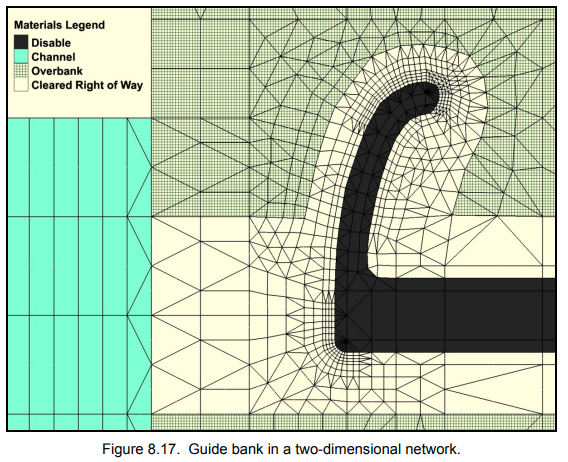 Materials Legend
Disable
Channel
Overbank
Cleared Right of Way
Figure 8.17. Guide bank in a two-dimensional network.